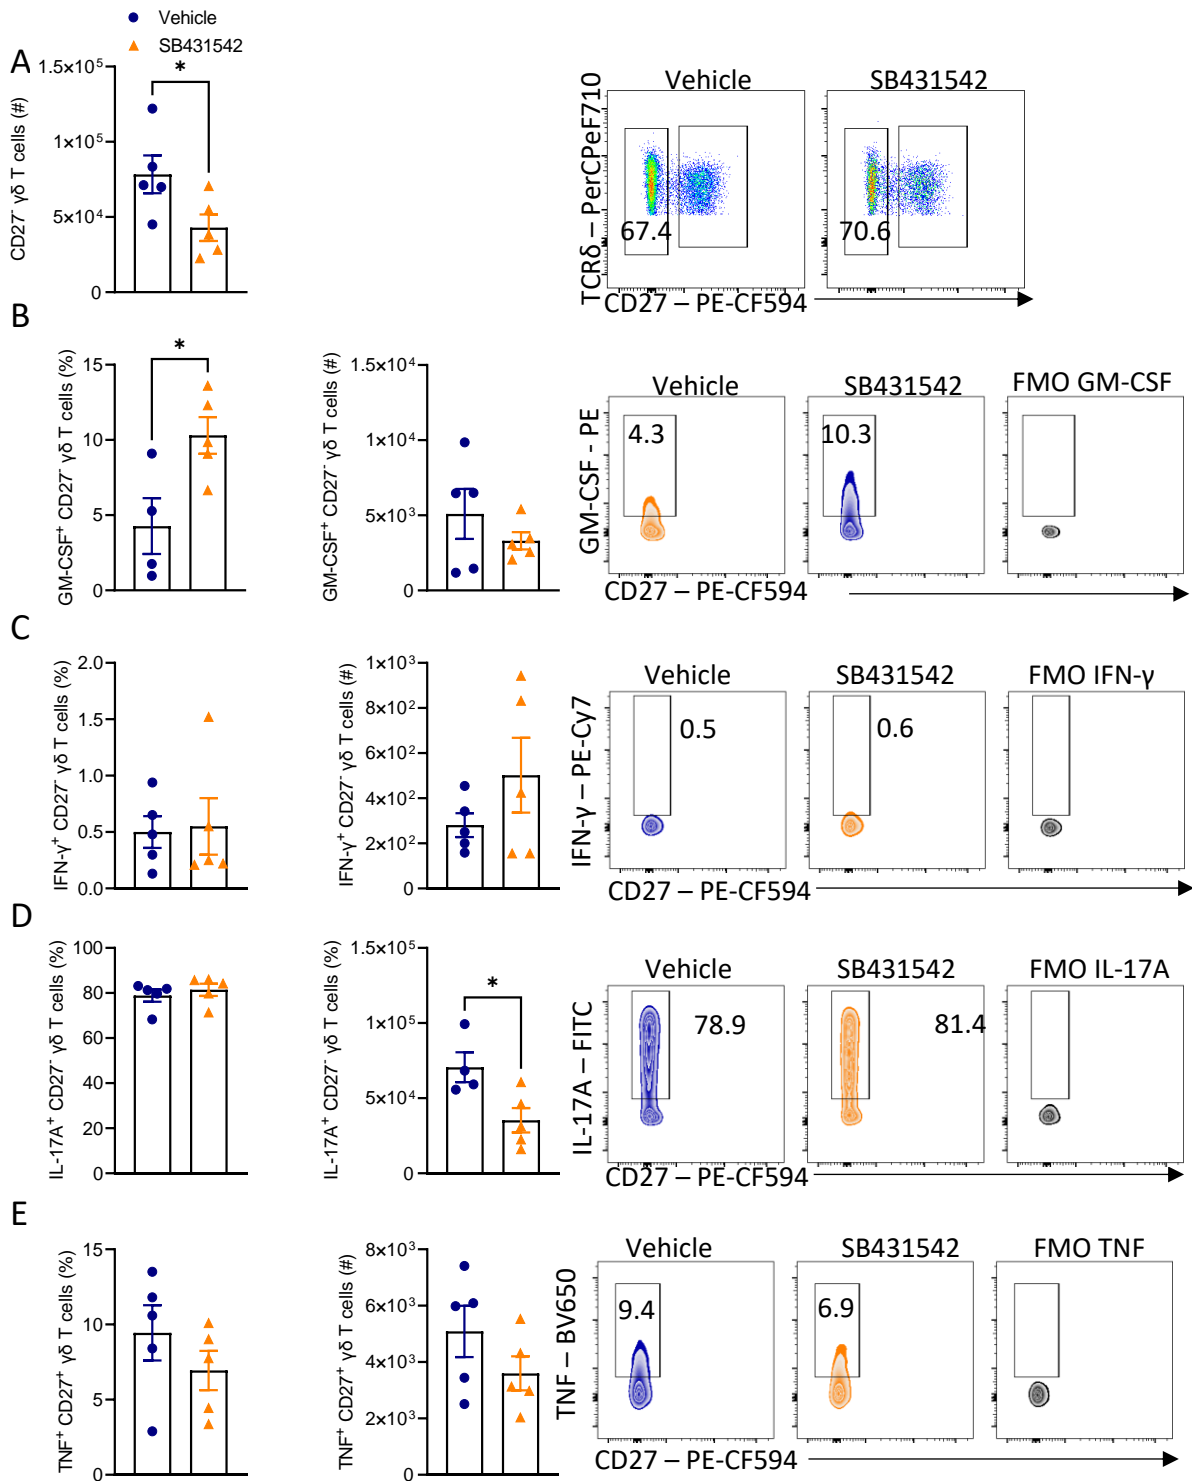 Vehicle
SB431542
A
1.5×10⁵
1×10⁵
5×10⁴
0
CD27⁻ γδ T cells (#)
*
Vehicle
SB431542
TCRδ – PerCPeF710
67.4
70.6
CD27 – PE-CF594
B
15
10
5
0
GM-CSF⁺ CD27⁻ γδ T cells (%)
*
1.5×10⁴
1×10⁴
5×10³
0
GM-CSF⁺ CD27⁻ γδ T cells (#)
Vehicle
SB431542
FMO GM-CSF
GM-CSF - PE
4.3
10.3
CD27 – PE-CF594
C
2.0
1.5
1.0
0.5
0.0
IFN-γ⁺ CD27⁻ γδ T cells (%)
1×10³
8×10²
6×10²
4×10²
2×10²
0
IFN-γ⁺ CD27⁻ γδ T cells (#)
Vehicle
SB431542
FMO IFN-γ
IFN-γ – PE-Cy7
0.5
0.6
CD27 – PE-CF594
D
100
80
60
40
20
0
IL-17A⁺ CD27⁻ γδ T cells (%)
1.5×10⁵
1×10⁵
5×10⁴
0
IL-17A⁺ CD27⁻ γδ T cells (#)
*
Vehicle
SB431542
FMO IL-17A
IL-17A – FITC
78.9
81.4
CD27 – PE-CF594
E
15
10
5
0
TNF⁺ CD27⁺ γδ T cells (%)
8×10³
6×10³
4×10³
2×10³
0
TNF⁺ CD27⁺ γδ T cells (#)
Vehicle
SB431542
FMO TNF
TNF – BV650
9.4
6.9
CD27 – PE-CF594